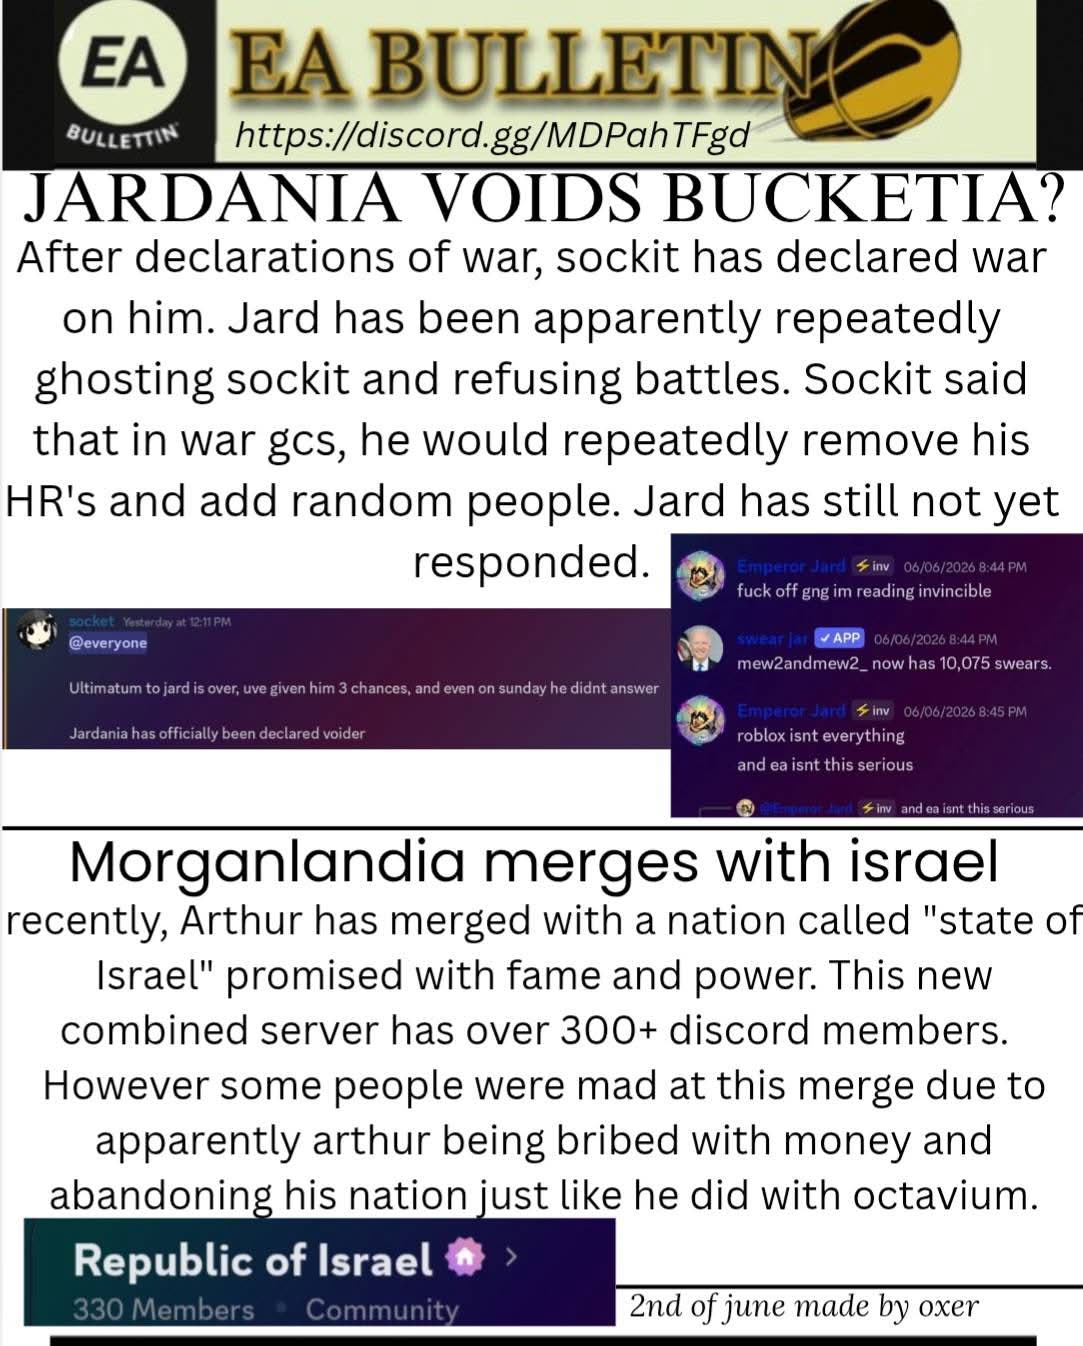 EA
BULLETTIN
EA BULLETIN
https://discord.gg/MDPahTFgd
JARDANIA VOIDS BUCKETIA?
After declarations of war, sockit has declared war
on him. Jard has been apparently repeatedly
ghosting sockit and refusing battles. Sockit said
that in war gcs, he would repeatedly remove his
HR's and add random people. Jard has still not yet
responded.
socket Yesterday at 12:11 PM
@everyone
Ultimatum to jard is over, uve given him 3 chances, and even on sunday he didnt answer
Jardania has officially been declared voider
Emperor Jard inv 06/06/2026 8:44 PM
fuck off gng im reading invincible
swear jar ✓ APP 06/06/2026 8:44 PM
mew2andmew2_ now has 10,075 swears.
Emperor Jard inv 06/06/2026 8:45 PM
roblox isnt everything
and ea isnt this serious
@Emperor Jard inv and ea isnt this serious
Morganlandia merges with israel
recently, Arthur has merged with a nation called "state of
Israel" promised with fame and power. This new
combined server has over 300+ discord members.
However some people were mad at this merge due to
apparently arthur being bribed with money and
abandoning his nation just like he did with octavium.
Republic of Israel
330 Members • Community
2nd of june made by oxer